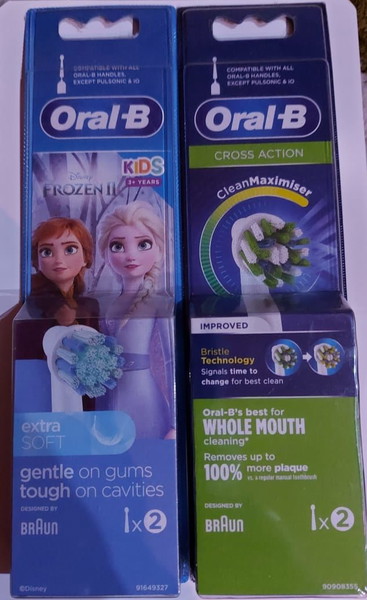 COMPATIBLE WITH ALL
ORAL-B HANDLES,
EXCEPT PULSONIC & iO
Oral-B
KIDS
3+ YEARS
Disney
FROZEN II
extra
SOFT
gentle on gums
tough on cavities
DESIGNED BY
BRAUN
x2
©Disney
91649327
COMPATIBLE WITH ALL
ORAL-B HANDLES,
EXCEPT PULSONIC & iO
Oral-B
CROSS ACTION
CleanMaximiser
IMPROVED
Bristle
Technology
Signals time to
change for best clean
Oral-B's best for
WHOLE MOUTH
cleaning*
Removes up to
100% more plaque
vs. a regular manual toothbrush
DESIGNED BY
BRAUN
x2
90908355